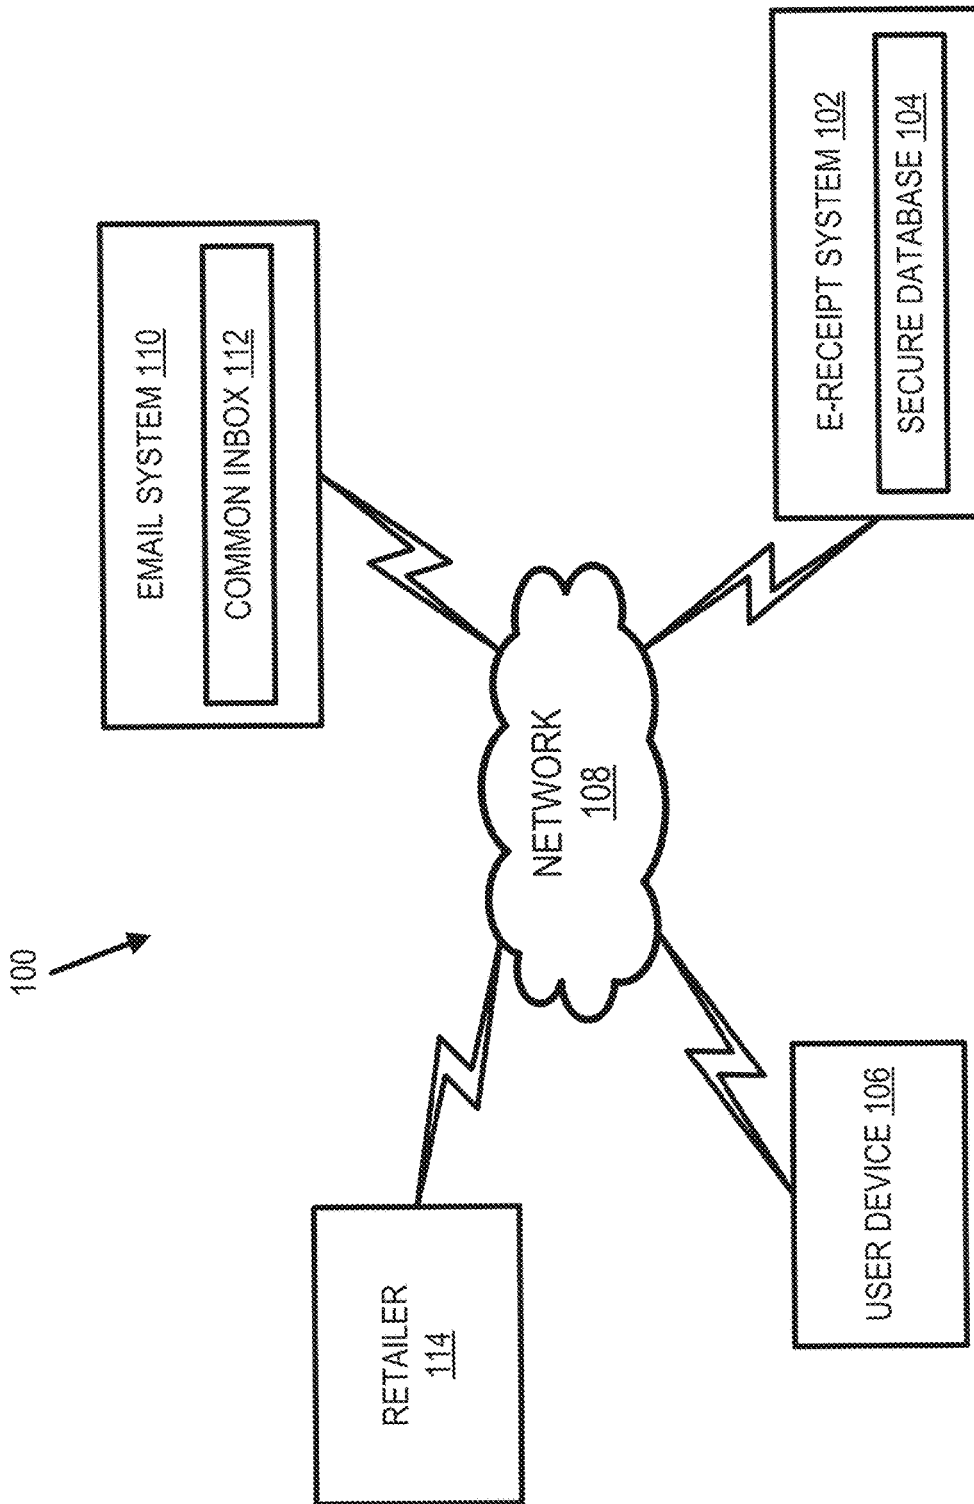 100
EMAIL SYSTEM 110
COMMON INBOX 112
RETAILER
114
NETWORK
108
USER DEVICE 106
E-RECEIPT SYSTEM 102
SECURE DATABASE 104